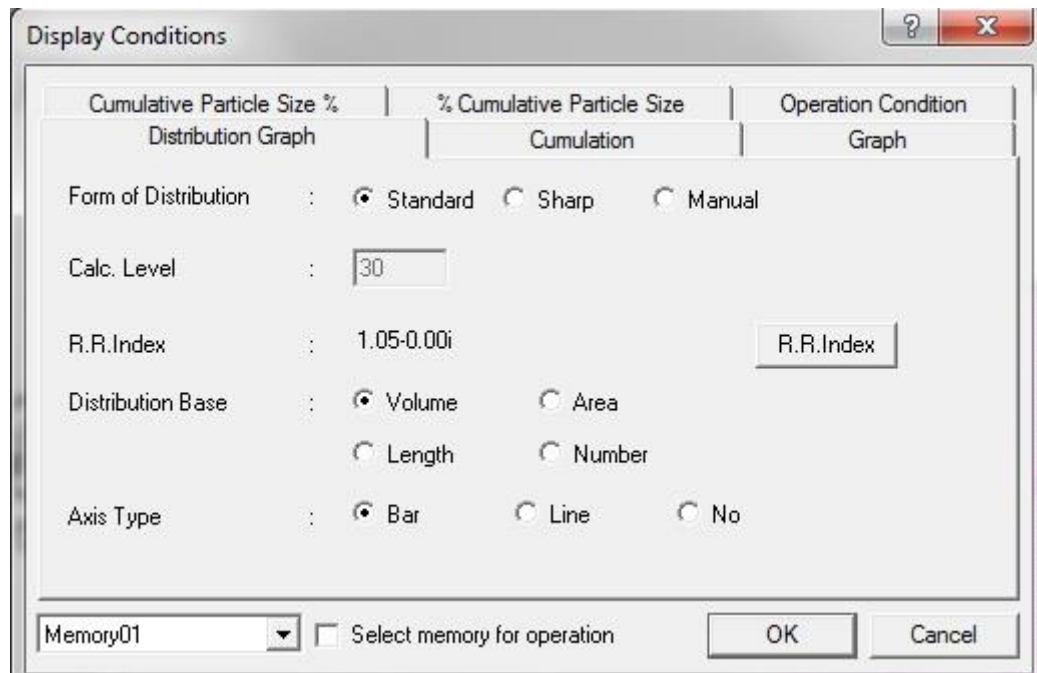 Display Conditions
Cumulative Particle Size % % Cumulative Particle Size Operation Condition
Distribution Graph Cumulation Graph
Form of Distribution : Standard Sharp Manual
Calc. Level : 30
R.R.Index : 1.05-0.00i R.R.Index
Distribution Base : Volume Area
Length Number
Axis Type : Bar Line No
Memory01 Select memory for operation OK Cancel